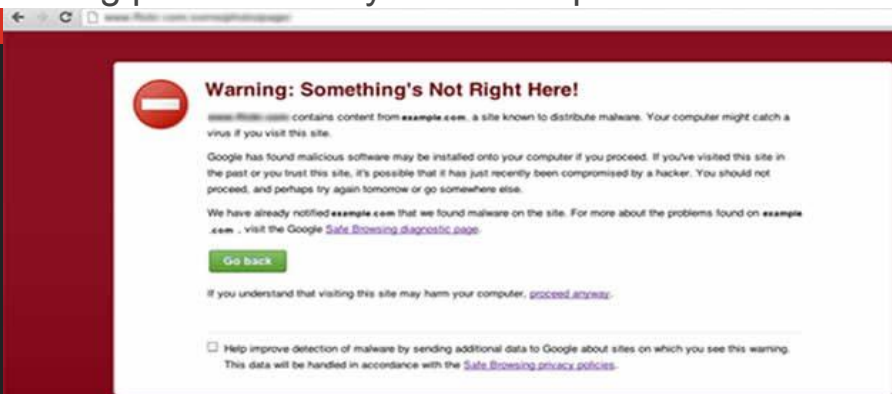 Warning: Something's Not Right Here!
contains content from example.com, a site known to distribute malware. Your computer might catch a
virus if you visit this site.
Google has found malicious software may be installed onto your computer if you proceed. If you've visited this site in
the past or you trust this site, it's possible that it has just recently been compromised by a hacker. You should not
proceed, and perhaps try again tomorrow or go somewhere else.
We have already notified example.com that we found malware on the site. For more about the problems found on example
.com , visit the Google Safe Browsing diagnostic page.
Go back
If you understand that visiting this site may harm your computer, proceed anyway.
Help improve detection of malware by sending additional data to Google about sites on which you see this warning.
This data will be handled in accordance with the Safe Browsing privacy policies.